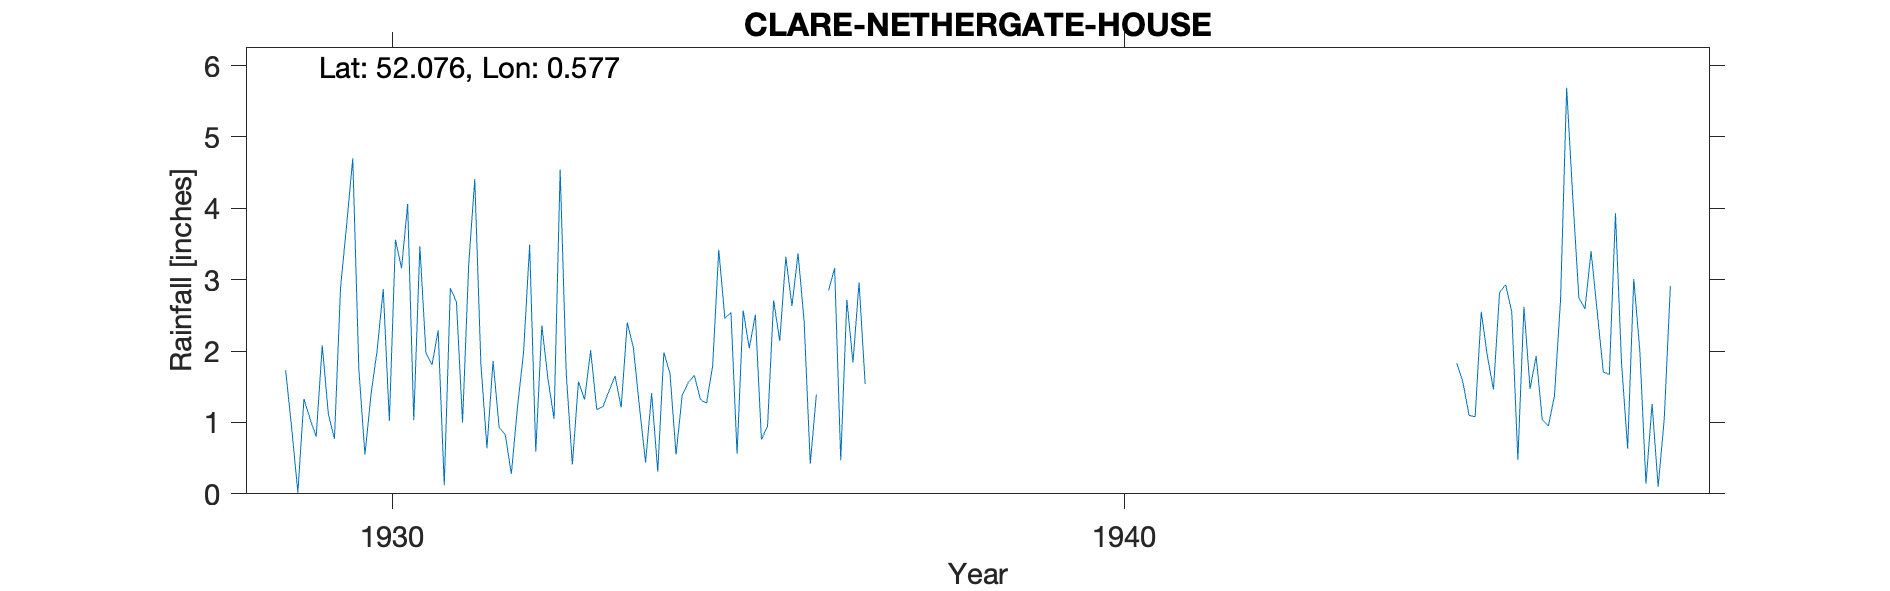 CLARE-NETHERGATE-HOUSE
Lat: 52.076, Lon: 0.577
6
5
4
3
2
1
0
Rainfall [inches]
1930
1940
Year